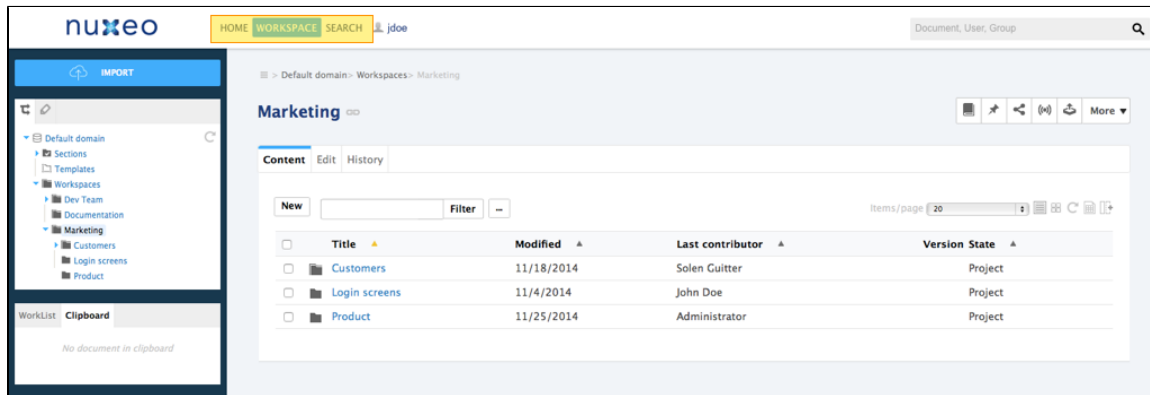 nuxeo
HOME WORKSPACE SEARCH jdoe
Document, User, Group
IMPORT
> Default domain> Workspaces> Marketing
Marketing
More ▼
Default domain
Sections
Templates
Workspaces
Dev Team
Documentation
Marketing
Customers
Login screens
Product
Content Edit History
New Filter ...
Items/page 20
Title Modified Last contributor Version State
Customers 11/18/2014 Solen Guitter Project
Login screens 11/4/2014 John Doe Project
Product 11/25/2014 Administrator Project
WorkList Clipboard
No document in clipboard